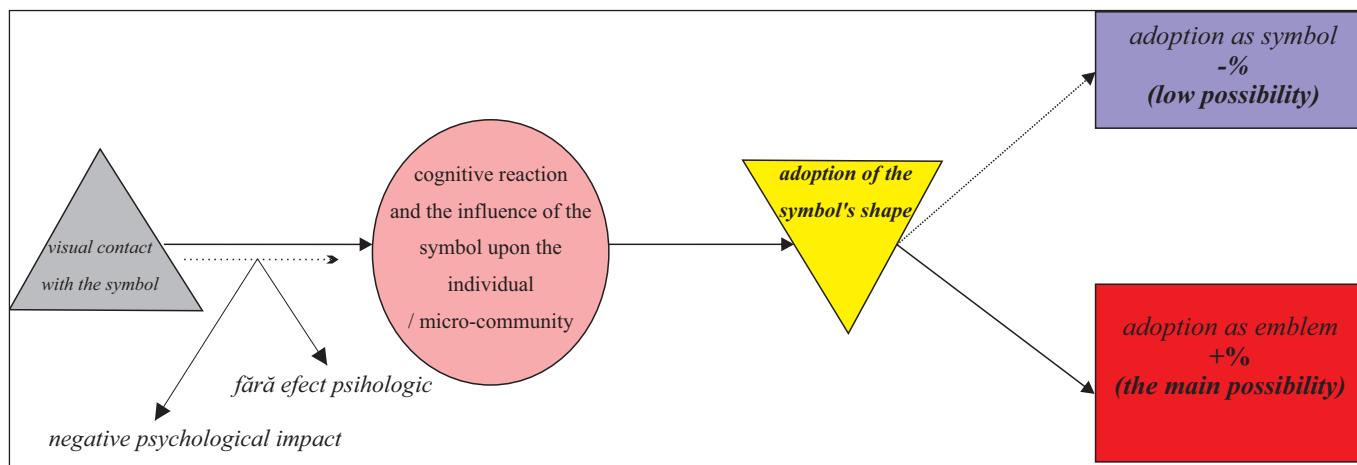 visual contact
with the symbol
cognitive reaction
and the influence of the
symbol upon the
individual
/ micro-community
fără efect psihologic
negative psychological impact
adoption of the
symbol's shape
adoption as symbol
-%
(low possibility)
adoption as emblem
+%
(the main possibility)